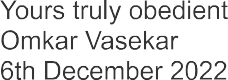 Yours truly obedient
Omkar Vasekar
6th December 2022